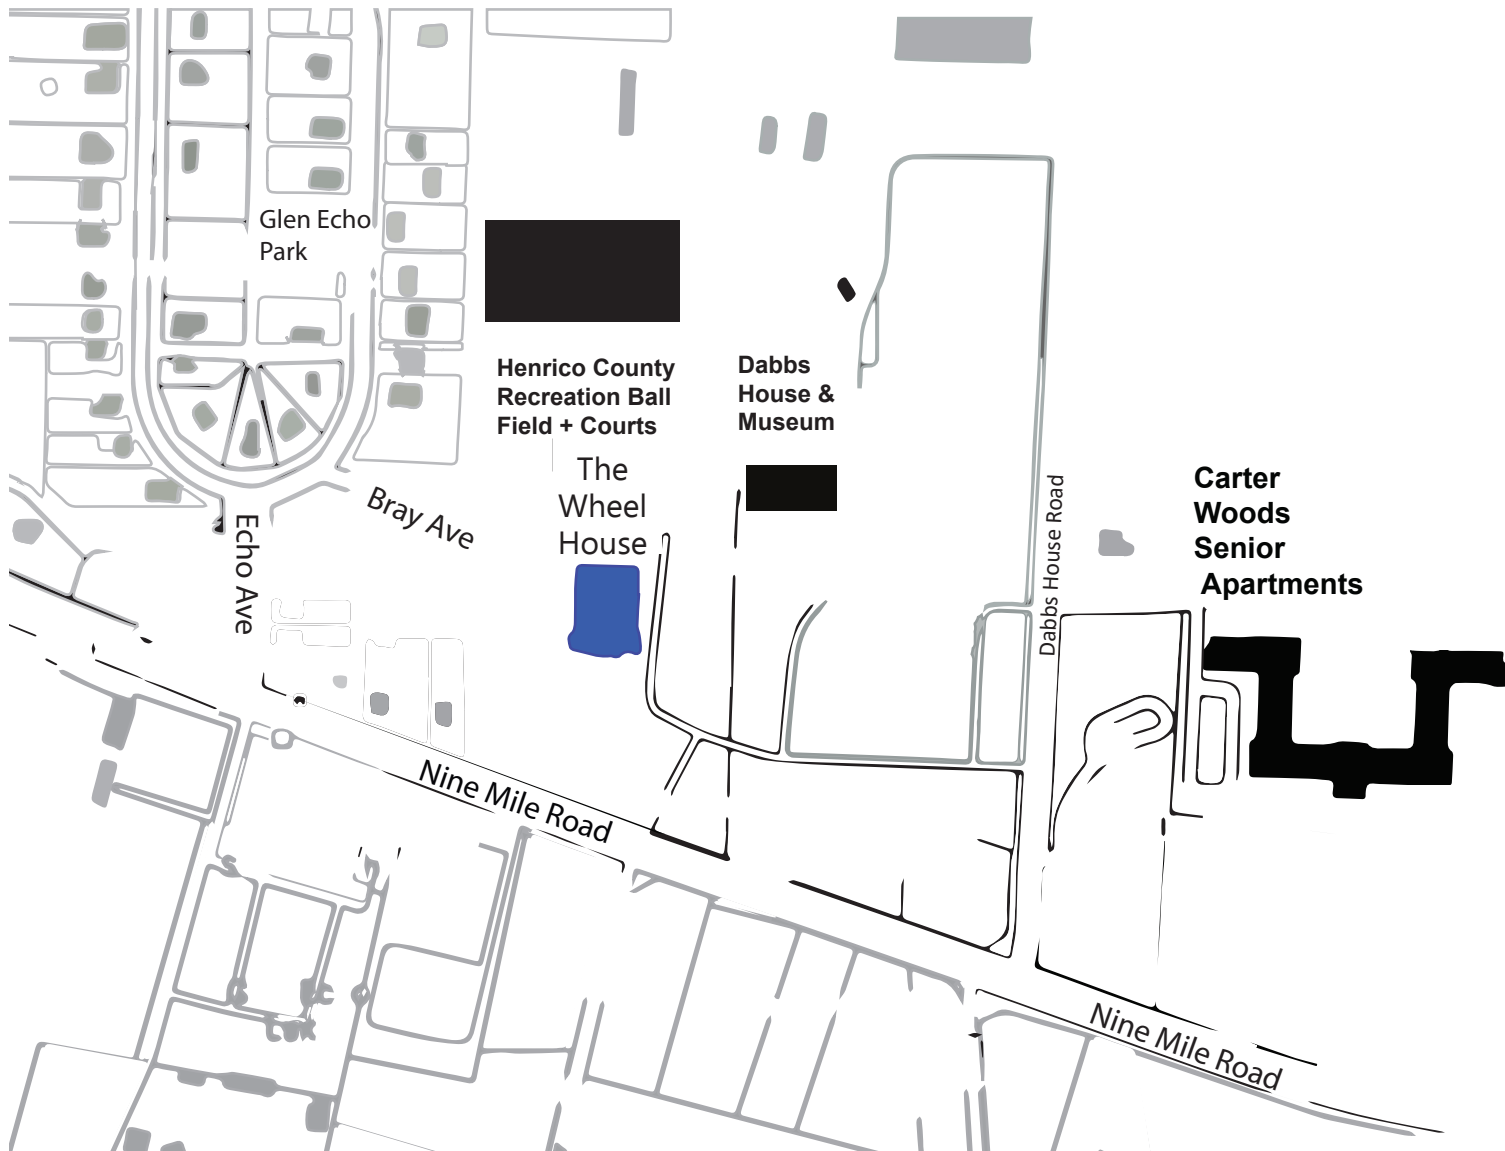 Glen Echo
Park
Henrico County
Recreation Ball
Field + Courts
Dabbs
House &
Museum
The
Wheel
House
Carter
Woods
Senior
Apartments
Bray Ave
Echo Ave
Dabbs House Road
Nine Mile Road
Nine Mile Road